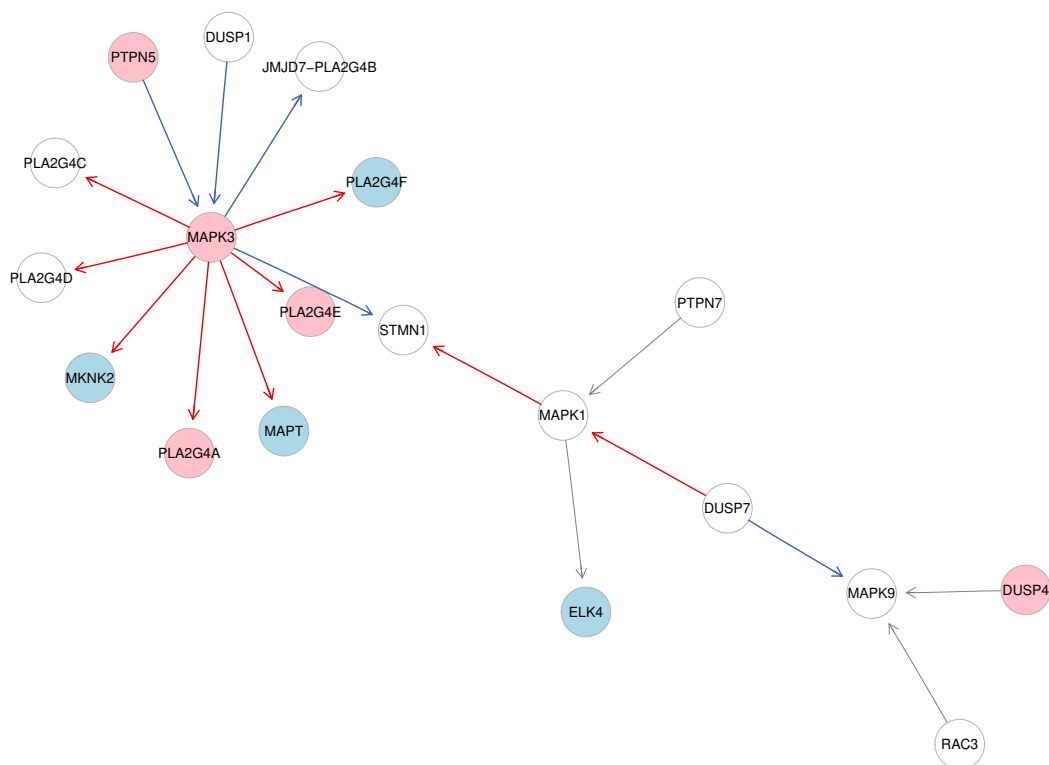 DUSP1
PTPN5
JMJD7−PLA2G4B
PLA2G4C
PLA2G4F
MAPK3
PLA2G4D
PLA2G4E
PTPN7
STMN1
MKNK2
MAPK1
MAPT
PLA2G4A
DUSP7
DUSP4
MAPK9
ELK4
RAC3